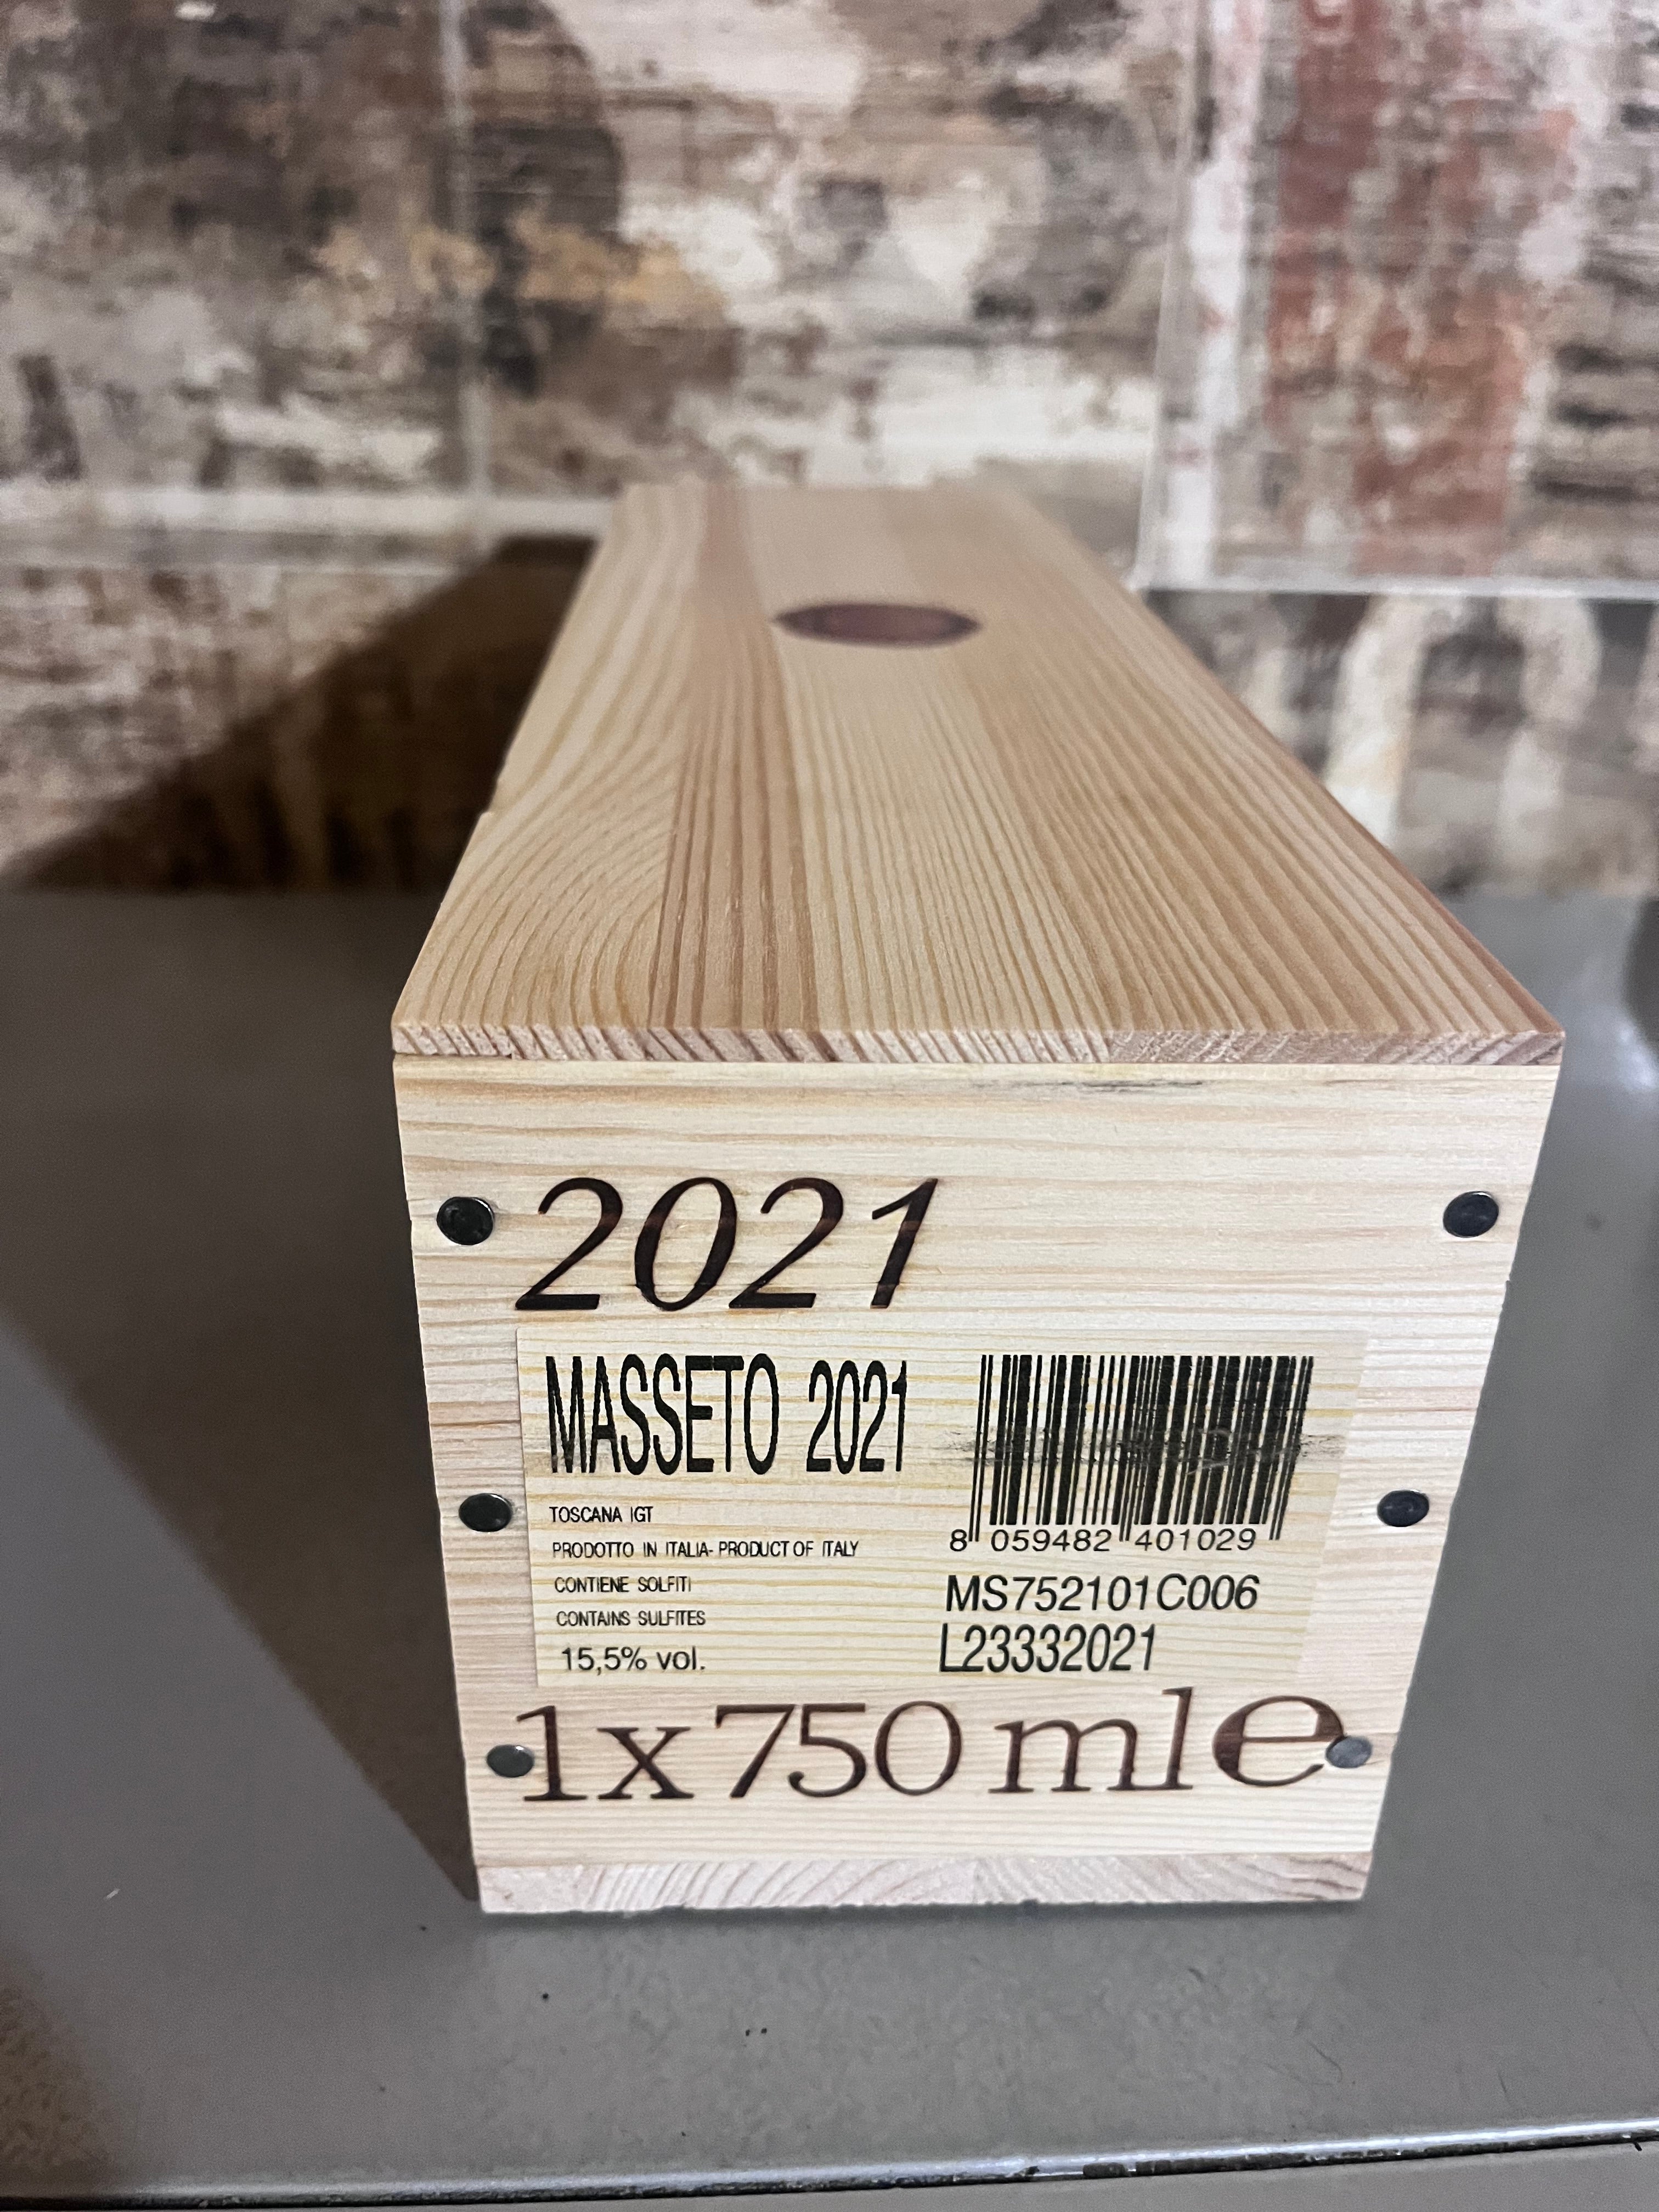 2021
MASSETO 2021
TOSCANA IGT
PRODOTTO IN ITALIA- PRODUCT OF ITALY
CONTIENE SOLFITI
CONTAINS SULFITES
15,5% vol.
8 059482 401029
MS752101C006
L23332021
1x750 ml e